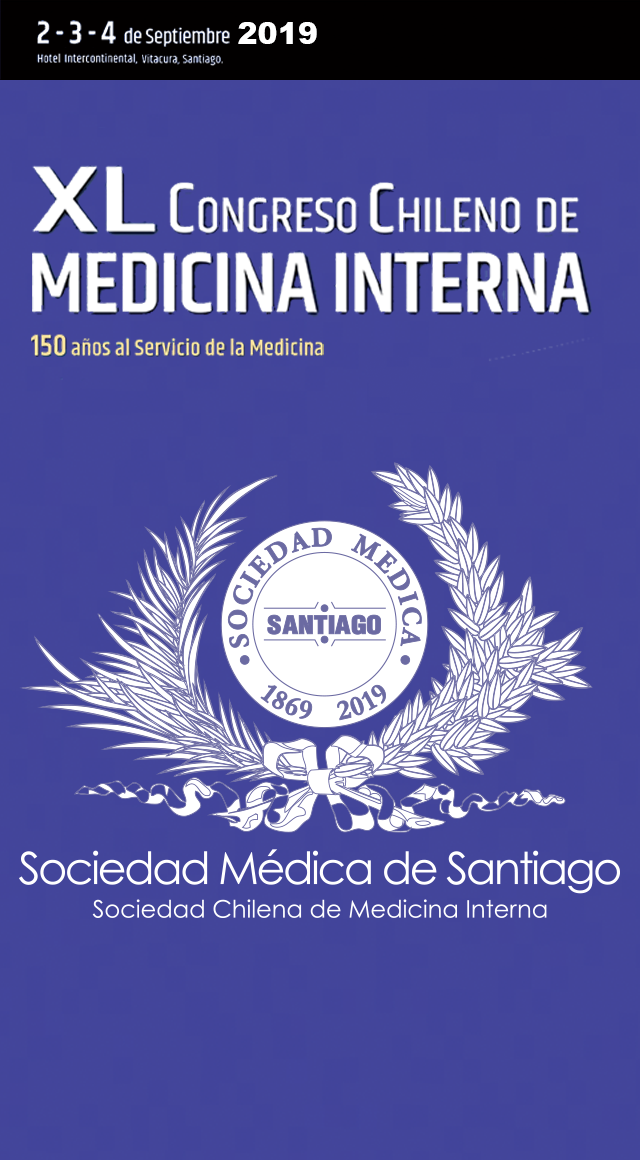 2 - 3 - 4 de Septiembre 2019
Hotel Intercontinental, Vitacura, Santiago.
XL CONGRESO CHILENO DE
MEDICINA INTERNA
150 años al Servicio de la Medicina
SOCIEDAD MEDICA
SANTIAGO
1869 2019
Sociedad Médica de Santiago
Sociedad Chilena de Medicina Interna